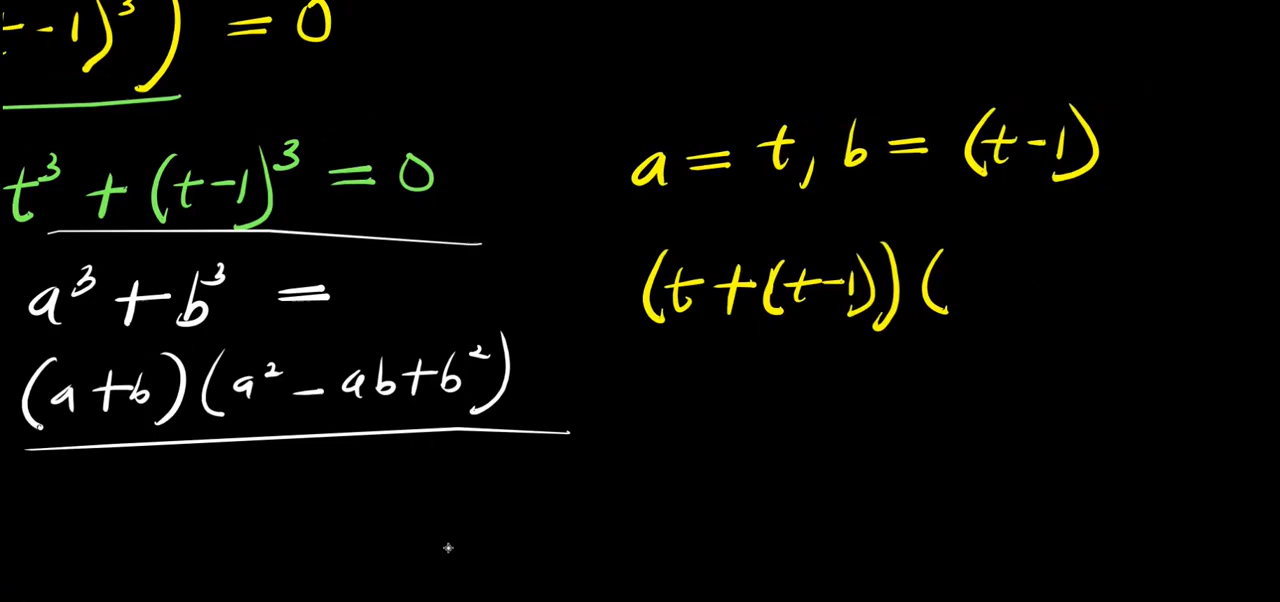 t-1)³) = 0
t³ + (t-1)³ = 0
a³ + b³ =
(a+b)(a² - ab + b²)
a = t, b = (t-1)
(t + (t-1)) (